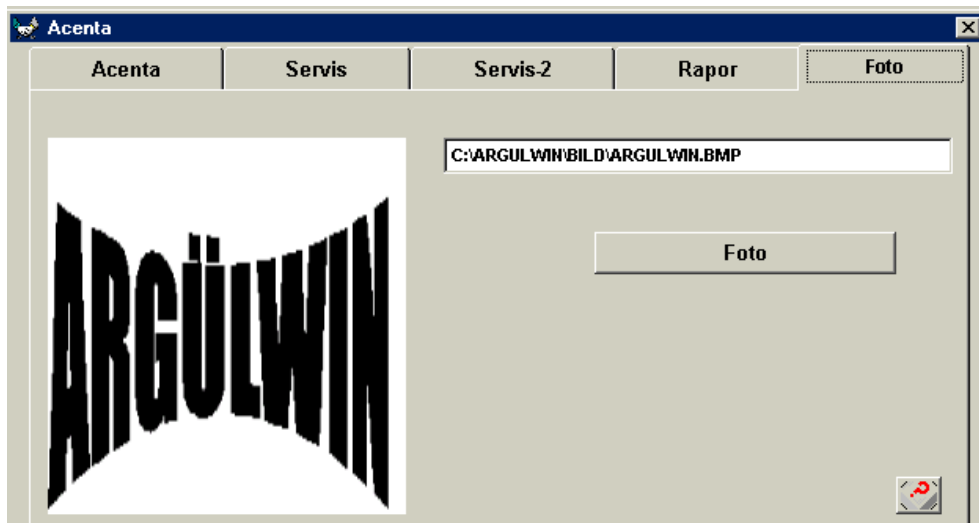 Acenta
Acenta Servis Servis-2 Rapor Foto
C:\ARGULWIN\BILD\ARGULWIN.BMP
Foto
ARGÜLWIN